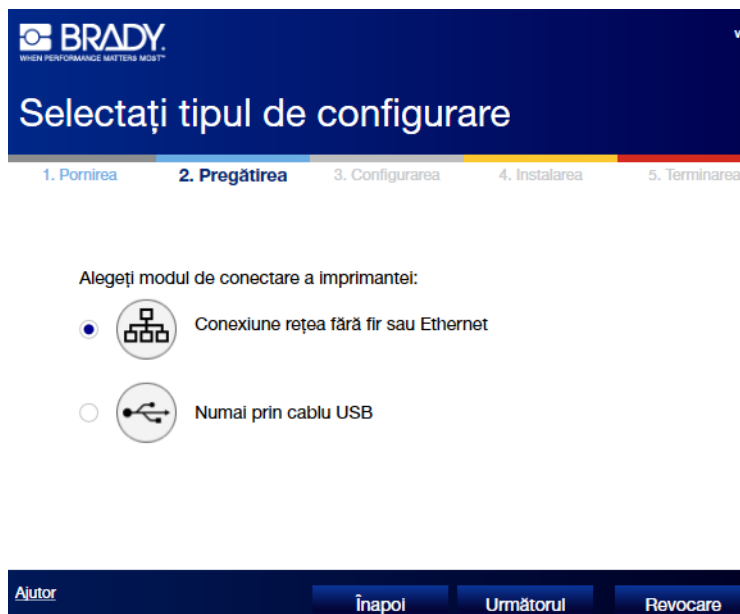 BRADY.
WHEN PERFORMANCE MATTERS MOST™
Selectați tipul de configurare
1. Pornirea 2. Pregătirea 3. Configurarea 4. Instalarea 5. Terminarea
Alegeți modul de conectare a imprimantei:
Conexiune rețea fără fir sau Ethernet
Numai prin cablu USB
Ajutor
Înapoi Următorul Revocare